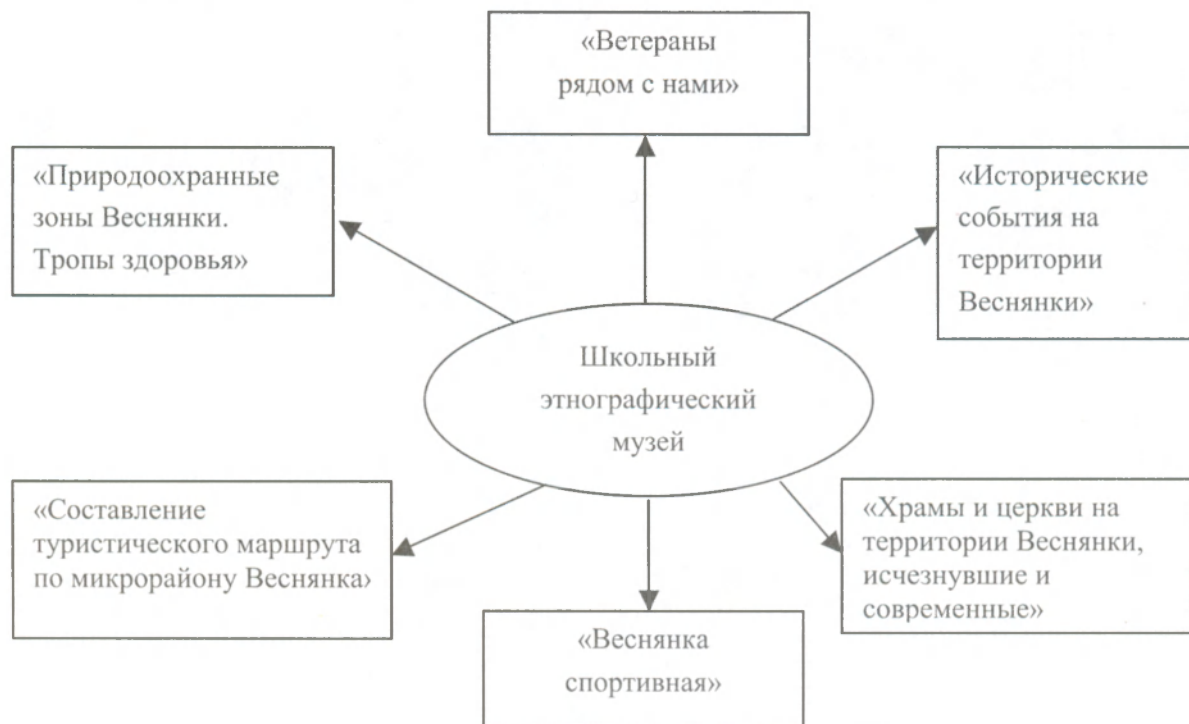 «Ветераны
рядом с нами»
«Природоохранные
зоны Веснянки.
Тропы здоровья»
«Исторические
события на
территории
Веснянки»
Школьный
этнографический
музей
«Составление
туристического маршрута
по микрорайону Веснянка›
«Храмы и церкви на
территории Веснянки,
исчезнувшие и
современные»
«Веснянка
спортивная»